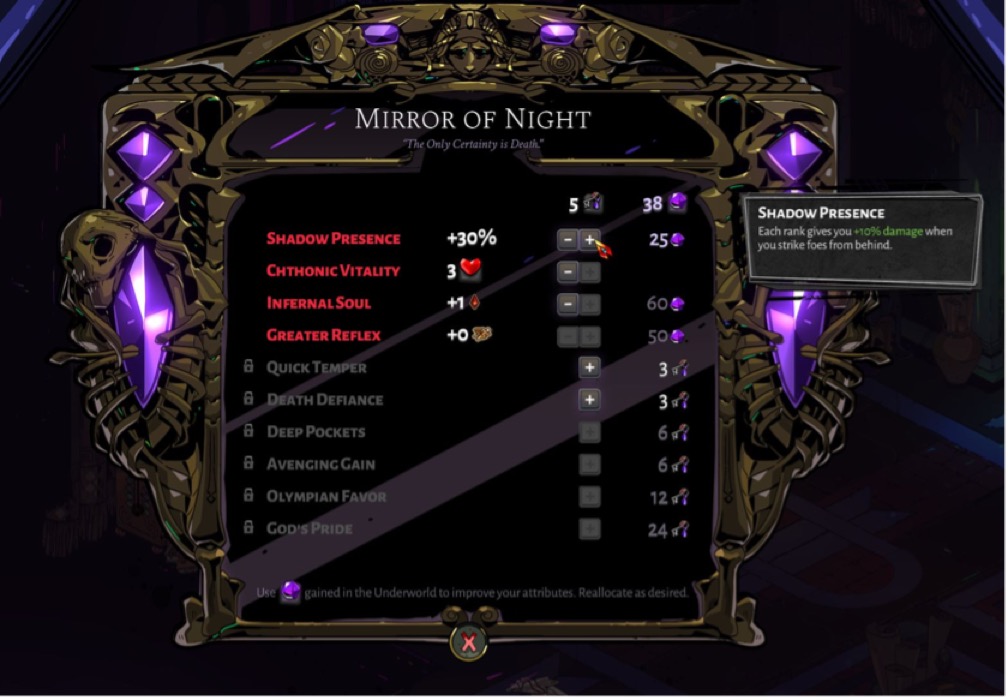 MIRROR OF NIGHT
"The Only Certainty is Death."
5 38
SHADOW PRESENCE +30% - + 25
CHTHONIC VITALITY 3 - +
INFERNAL SOUL +1 - + 60
GREATER REFLEX +0 - + 50
QUICK TEMPER + 3
DEATH DEFIANCE + 3
DEEP POCKETS + 6
AVENGING GAIN + 6
OLYMPIAN FAVOR + 12
GOD'S PRIDE + 24
Use gained in the Underworld to improve your attributes. Reallocate as desired.
SHADOW PRESENCE
Each rank gives you +10% damage when
you strike foes from behind.